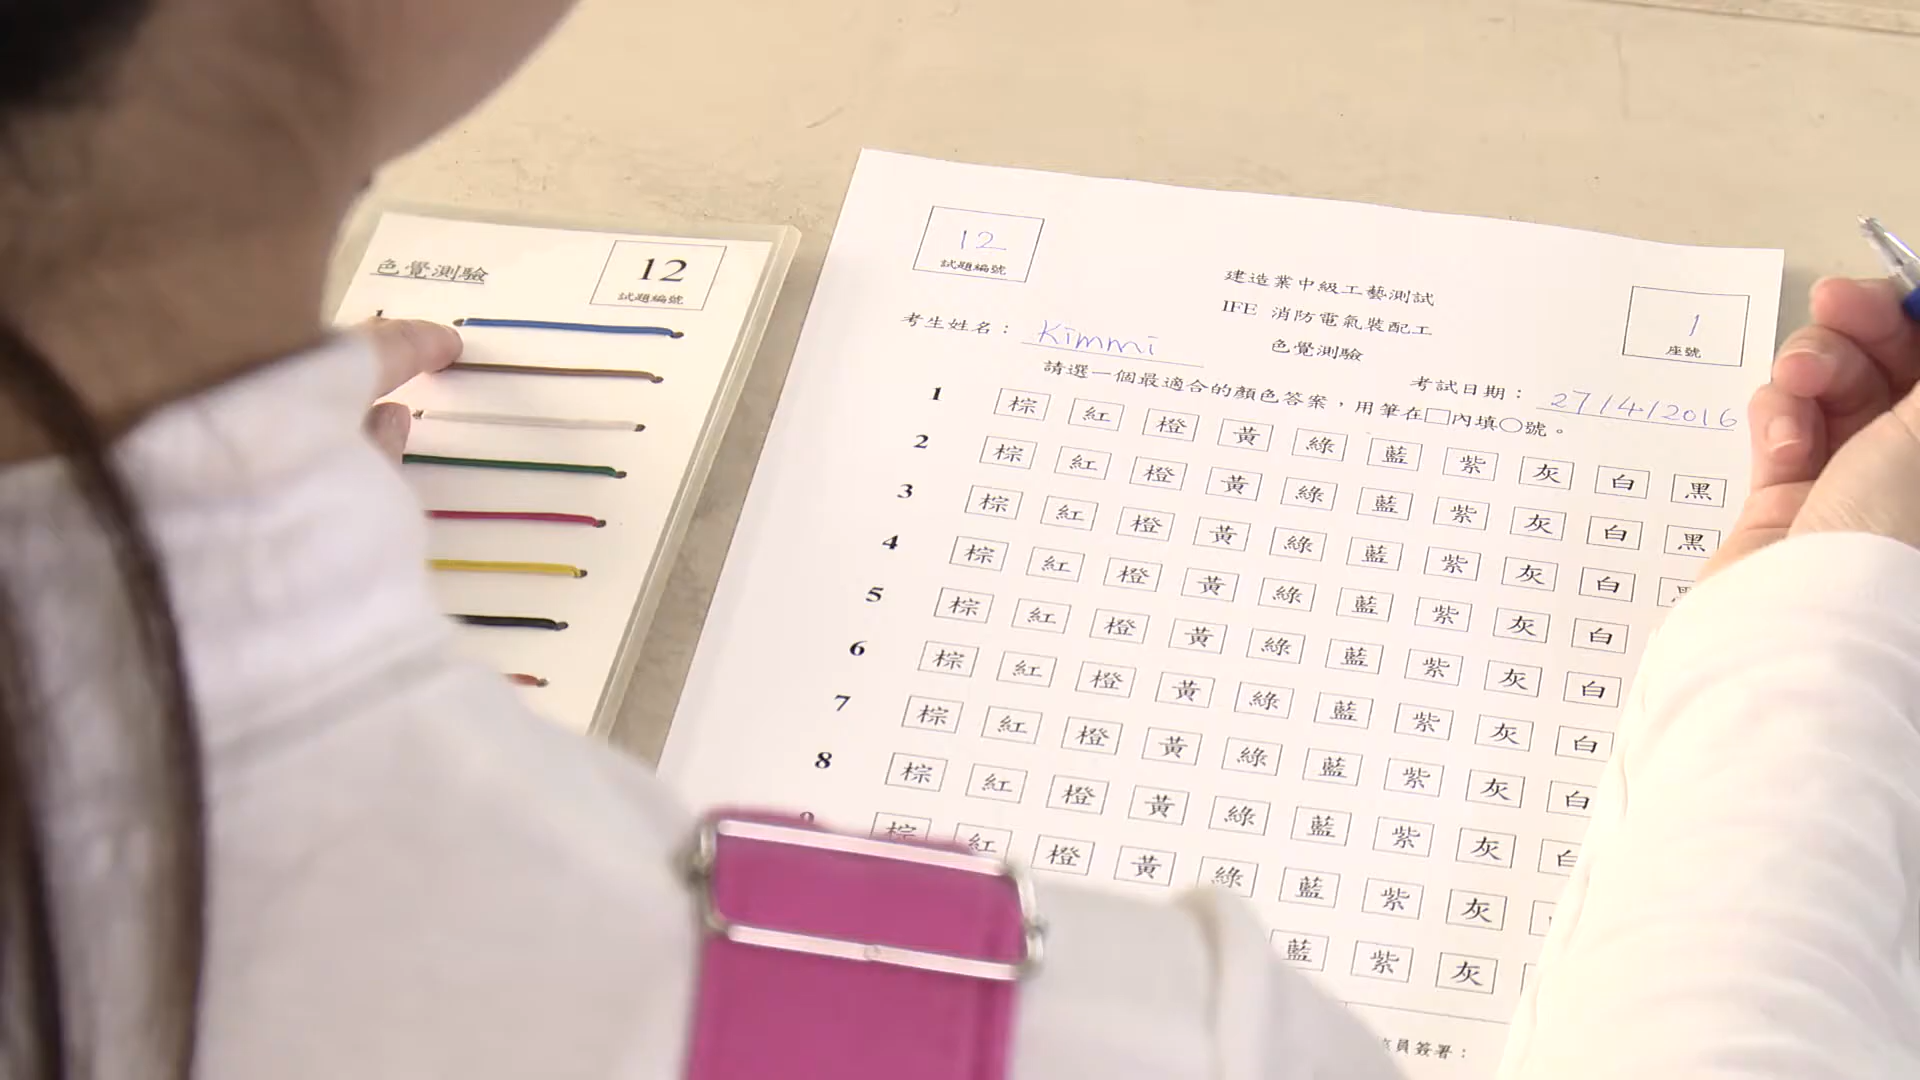 色覺測驗
12
試題編號
1
12
試題編號
建造業中級工藝測試
IFE 消防電氣裝配工
色覺測驗
1
座號
考生姓名： Kimmi
考試日期： 27/4/2016
請選一個最適合的顏色答案，用筆在□內填○號。
1 棕 紅 橙 黃 綠 藍 紫 灰 白 黑
2 棕 紅 橙 黃 綠 藍 紫 灰 白 黑
3 棕 紅 橙 黃 綠 藍 紫 灰 白 黑
4 棕 紅 橙 黃 綠 藍 紫 灰 白
5 棕 紅 橙 黃 綠 藍 紫 灰 白
6 棕 紅 橙 黃 綠 藍 紫 灰 白
7 棕 紅 橙 黃 綠 藍 紫 灰 白
8 棕 紅 橙 黃 綠 藍 紫 灰 白
棕 紅 橙 黃 綠 藍 紫 灰
藍 紫 灰
員簽署：